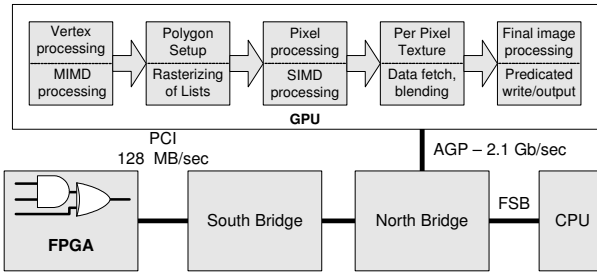 Vertex
processing
MIMD
processing
Polygon
Setup
Rasterizing
of Lists
Pixel
processing
SIMD
processing
Per Pixel
Texture
Data fetch,
blending
Final image
processing
Predicated
write/output
GPU
PCI
128 MB/sec
AGP – 2.1 Gb/sec
FPGA
South Bridge
North Bridge
FSB
CPU